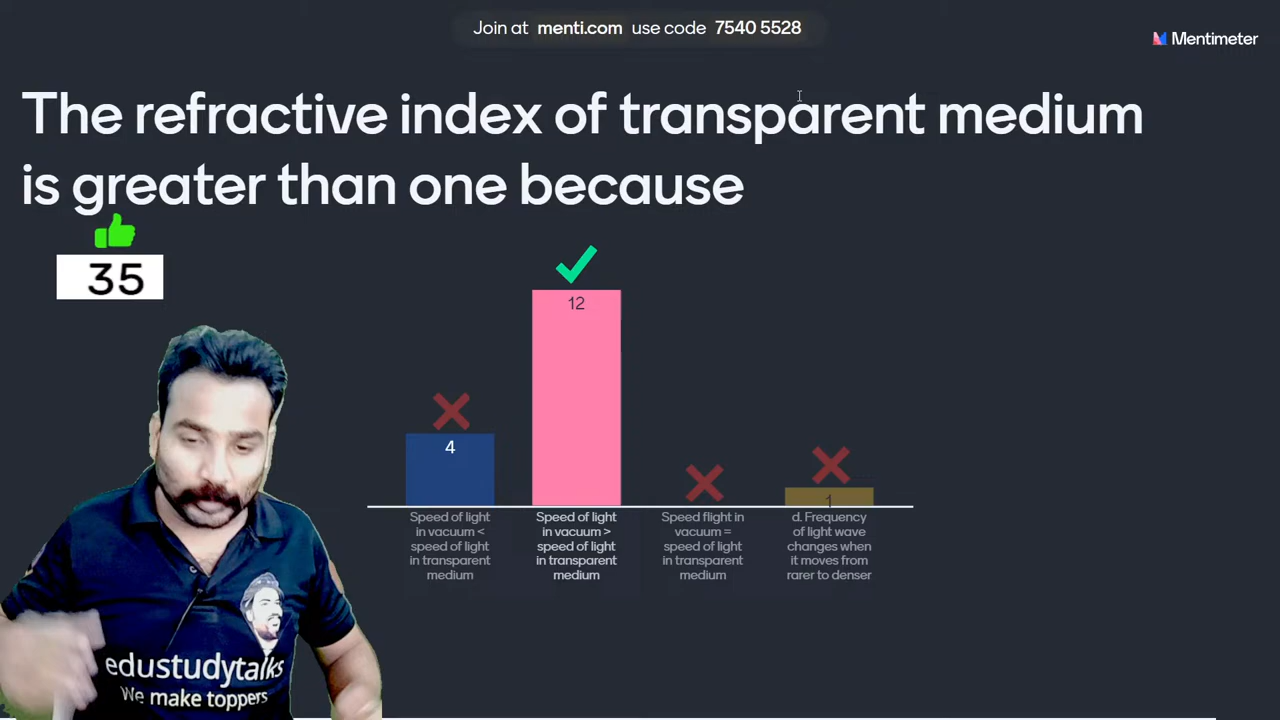 Join at menti.com use code 7540 5528
Mentimeter
The refractive index of transparent medium
is greater than one because
35
12
4
1
Speed of light
in vacuum <
speed of light
in transparent
medium
Speed of light
in vacuum >
speed of light
in transparent
medium
Speed flight in
vacuum =
speed of light
in transparent
medium
d. Frequency
of light wave
changes when
it moves from
rarer to denser
edustudytalks
We make toppers